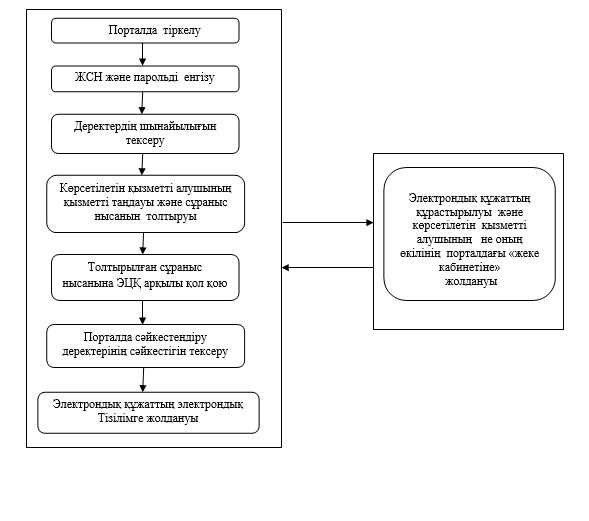 Порталда тіркелу
ЖСН және парольді енгізу
Деректердің шынайылығын
тексеру
Көрсетілетін қызметті алушының
қызметті таңдауы және сұраныс
нысанын толтыруы
Толтырылған сұраныс
нысанына ЭЦҚ арқылы қол қою
Порталда сәйкестендіру
деректерінің сәйкестігін тексеру
Электрондық құжаттың электрондық
Тізілімге жолдануы
Электрондық құжаттың
құрастырылуы және
көрсетілетін қызметті
алушының не оның
өкілінің порталдағы «жеке
кабинетіне»
жолдануы